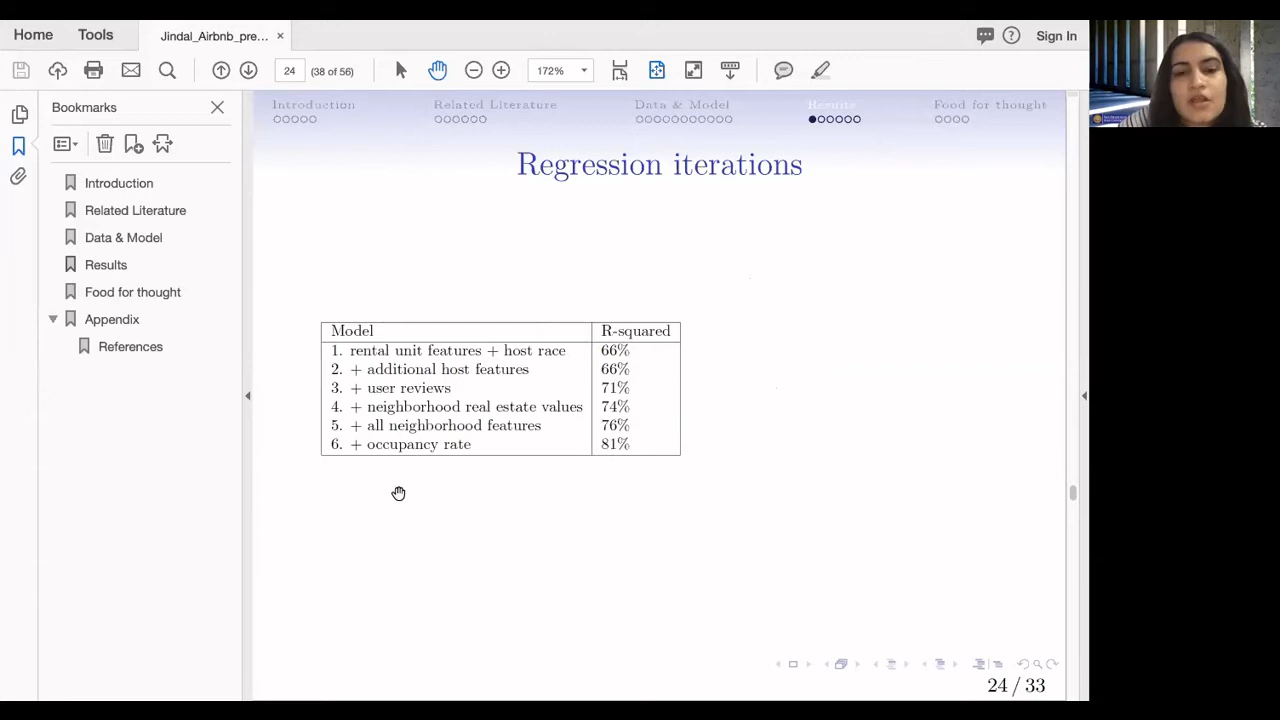 Home
Tools
Jindal_Airbnb_pre...
Sign In
24
(38 of 56)
172%
Bookmarks
Introduction
Related Literature
Data & Model
Results
Food for thought
Appendix
References
Introduction
Related Literature
Data & Model
Results
Food for thought
Regression iterations
Model R-squared
1. rental unit features + host race 66%
2. + additional host features 66%
3. + user reviews 71%
4. + neighborhood real estate values 74%
5. + all neighborhood features 76%
6. + occupancy rate 81%
24 / 33